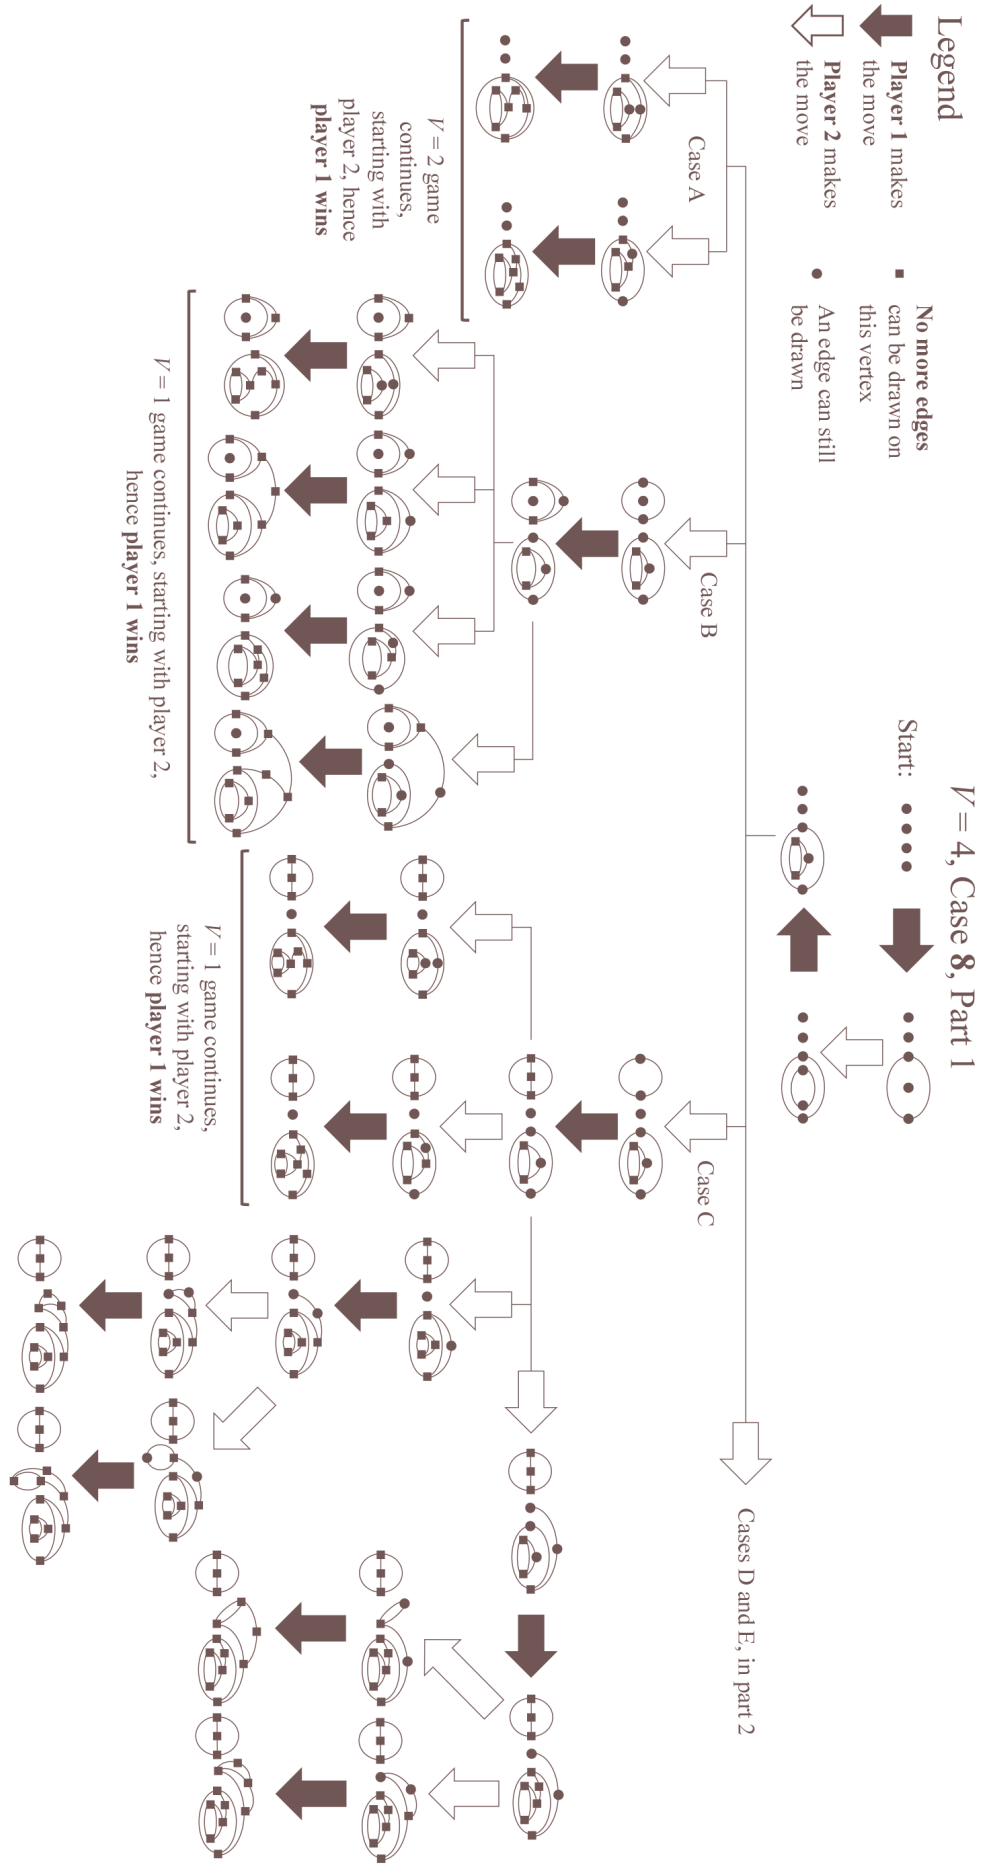 V = 4, Case 8, Part 1
Legend
Player 1 makes
the move
Player 2 makes
the move
No more edges
can be drawn on
this vertex
An edge can still
be drawn
Start:
Case A
Case B
Case C
Cases D and E, in part 2
V = 2 game
continues,
starting with
player 2, hence
player 1 wins
V = 1 game continues, starting with player 2,
hence player 1 wins
V = 1 game continues,
starting with player 2,
hence player 1 wins